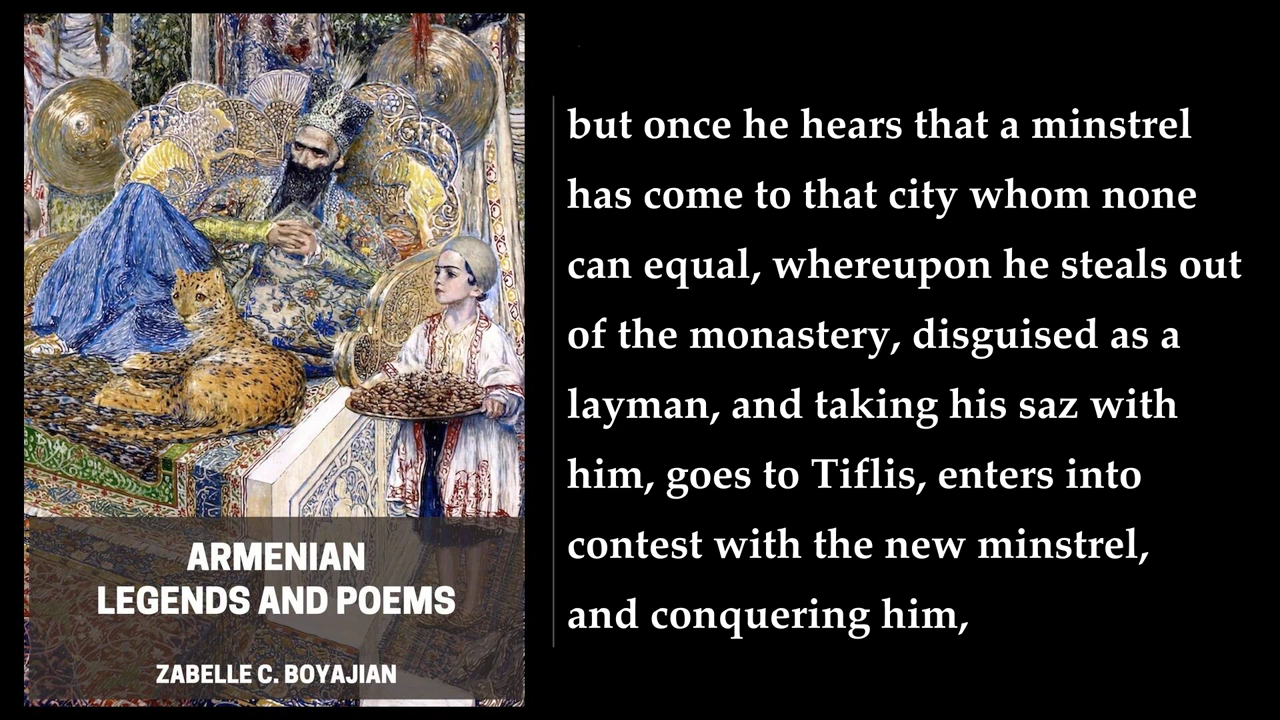 ARMENIAN
LEGENDS AND POEMS
ZABELLE C. BOYAJIAN
but once he hears that a minstrel
has come to that city whom none
can equal, whereupon he steals out
of the monastery, disguised as a
layman, and taking his saz with
him, goes to Tiflis, enters into
contest with the new minstrel,
and conquering him,